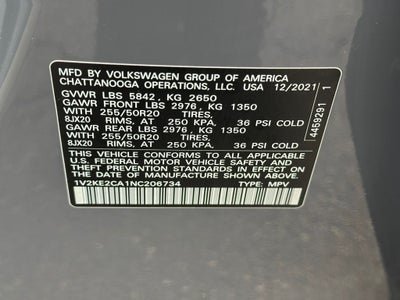 MFD BY VOLKSWAGEN GROUP OF AMERICA
CHATTANOOGA OPERATIONS, LLC. USA 12/2021
GVWR LBS 5842, KG 2650
GAWR FRONT LBS 2976, KG 1350
WITH 255/50R20 TIRES,
8JX20 RIMS, AT 250 KPA, 36 PSI COLD
GAWR REAR LBS 2976, KG 1350
WITH 255/50R20 TIRES,
8JX20 RIMS, AT 250 KPA, 36 PSI COLD
THIS VEHICLE CONFORMS TO ALL APPLICABLE
U.S. FEDERAL MOTOR VEHICLE SAFETY AND
THEFT PREVENTION STANDARDS IN EFFECT ON
THE DATE OF MANUFACTURE SHOWN ABOVE.
1V2KE2CA1NC206734 TYPE: MPV
4459291 1